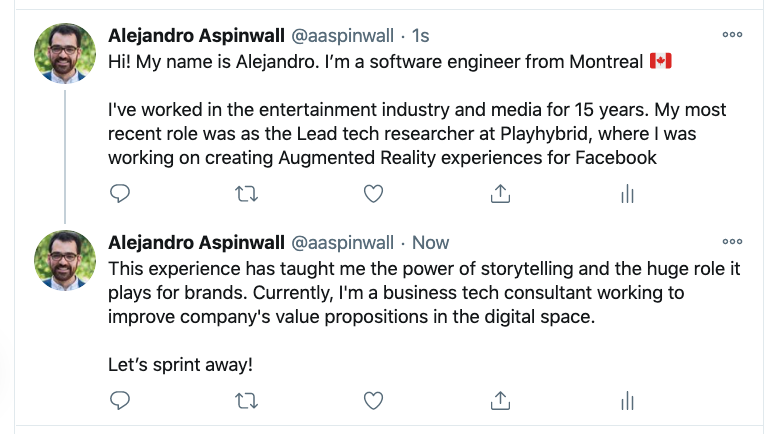 Alejandro Aspinwall @aaspinwall · 1s
Hi! My name is Alejandro. I’m a software engineer from Montreal 🇨🇦
I've worked in the entertainment industry and media for 15 years. My most
recent role was as the Lead tech researcher at Playhybrid, where I was
working on creating Augmented Reality experiences for Facebook
Alejandro Aspinwall @aaspinwall · Now
This experience has taught me the power of storytelling and the huge role it
plays for brands. Currently, I'm a business tech consultant working to
improve company's value propositions in the digital space.
Let’s sprint away!